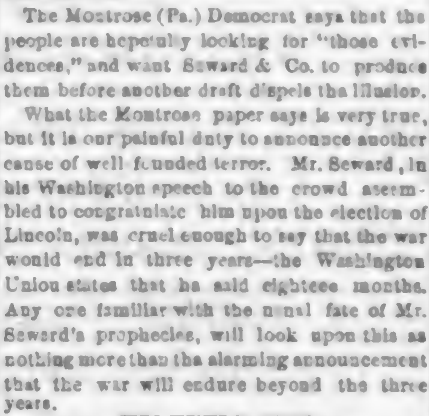 The Montrose (Pa.) Democrat says that the
people are hopefully looking for "those evi-
dences," and want Seward & Co. to produce
them before another draft dispels the illusion.
What the Montrose paper says is very true,
but it is our painful duty to announce another
cause of well founded terror. Mr. Seward, in
his Washington speech to the crowd assem-
bled to congratulate him upon the election of
Lincoln, was cruel enough to say that the war
would end in three years—the Washington
Union states that he said eighteen months.
Any one familiar with the usual fate of Mr.
Seward's prophecies, will look upon this as
nothing more than the alarming announcement
that the war will endure beyond the three
years.